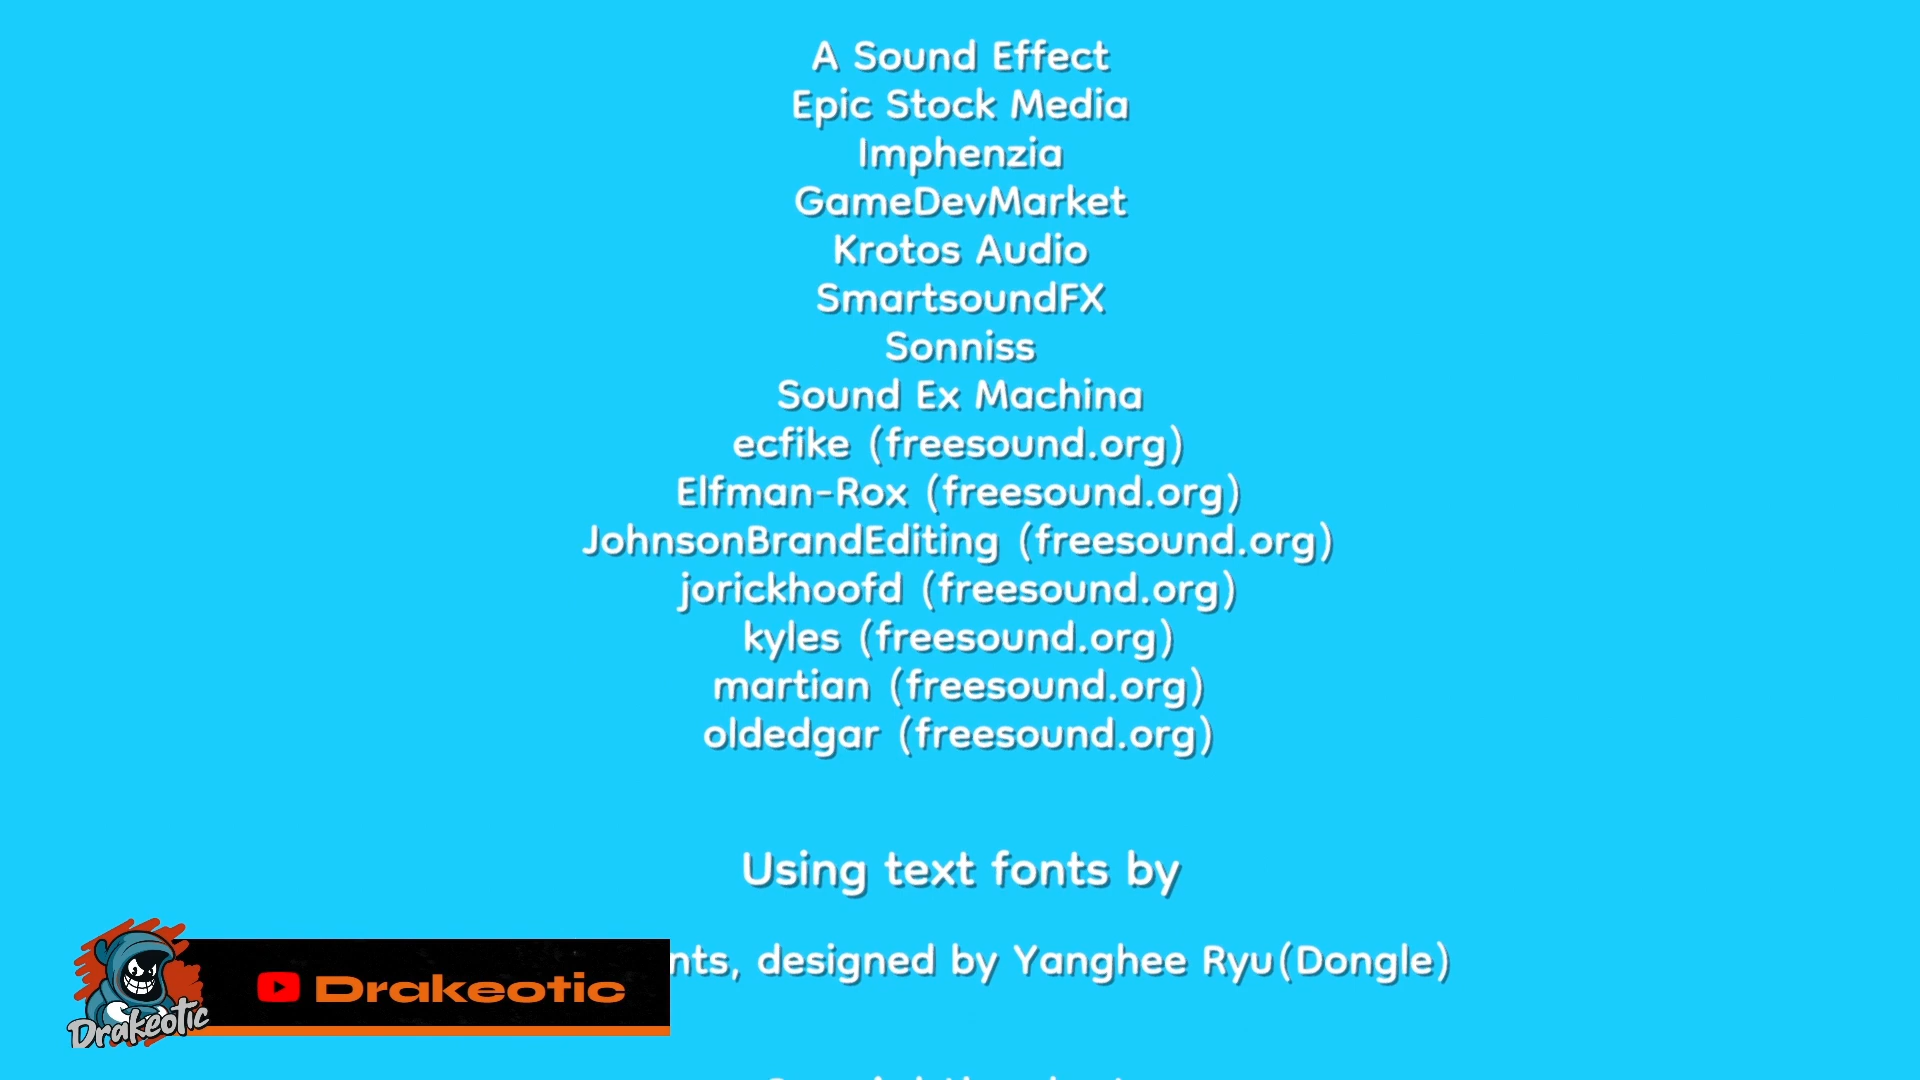 A Sound Effect
Epic Stock Media
Imphenzia
GameDevMarket
Krotos Audio
SmartsoundFX
Sonniss
Sound Ex Machina
ecfike (freesound.org)
Elfman-Rox (freesound.org)
JohnsonBrandEditing (freesound.org)
jorickhoofd (freesound.org)
kyles (freesound.org)
martian (freesound.org)
oldedgar (freesound.org)
Using text fonts by
designed by Yanghee Ryu(Dongle)
Drakeotic
Drakeotic